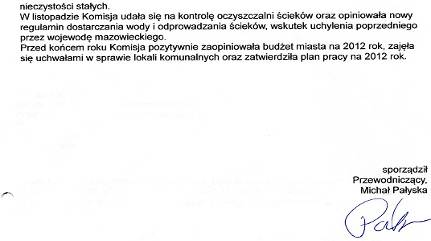 nieczystości stałych.
W listopadzie Komisja udała się na kontrolę oczyszczalni ścieków oraz opiniowała nowy
regulamin dostarczania wody i odprowadzania ścieków, wskutek uchylenia poprzedniego
przez wojewodę mazowieckiego.
Przed końcem roku Komisja pozytywnie zaopiniowała budżet miasta na 2012 rok, zajęła
się uchwałami w sprawie lokali komunalnych oraz zatwierdziła plan pracy na 2012 rok.
sporządził
Przewodniczący,
Michał Pałyska